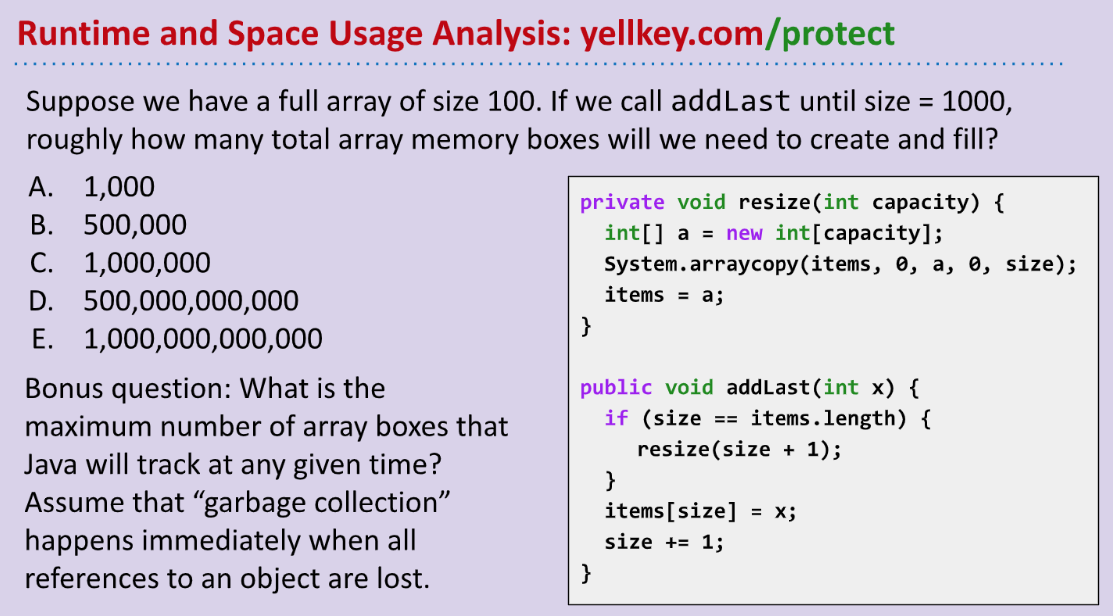 Runtime and Space Usage Analysis: yellkey.com/protect
Suppose we have a full array of size 100. If we call addLast until size = 1000,
roughly how many total array memory boxes will we need to create and fill?
A. 1,000
B. 500,000
C. 1,000,000
D. 500,000,000,000
E. 1,000,000,000,000
Bonus question: What is the
maximum number of array boxes that
Java will track at any given time?
Assume that “garbage collection”
happens immediately when all
references to an object are lost.
private void resize(int capacity) {
  int[] a = new int[capacity];
  System.arraycopy(items, 0, a, 0, size);
  items = a;
}
public void addLast(int x) {
  if (size == items.length) {
    resize(size + 1);
  }
  items[size] = x;
  size += 1;
}